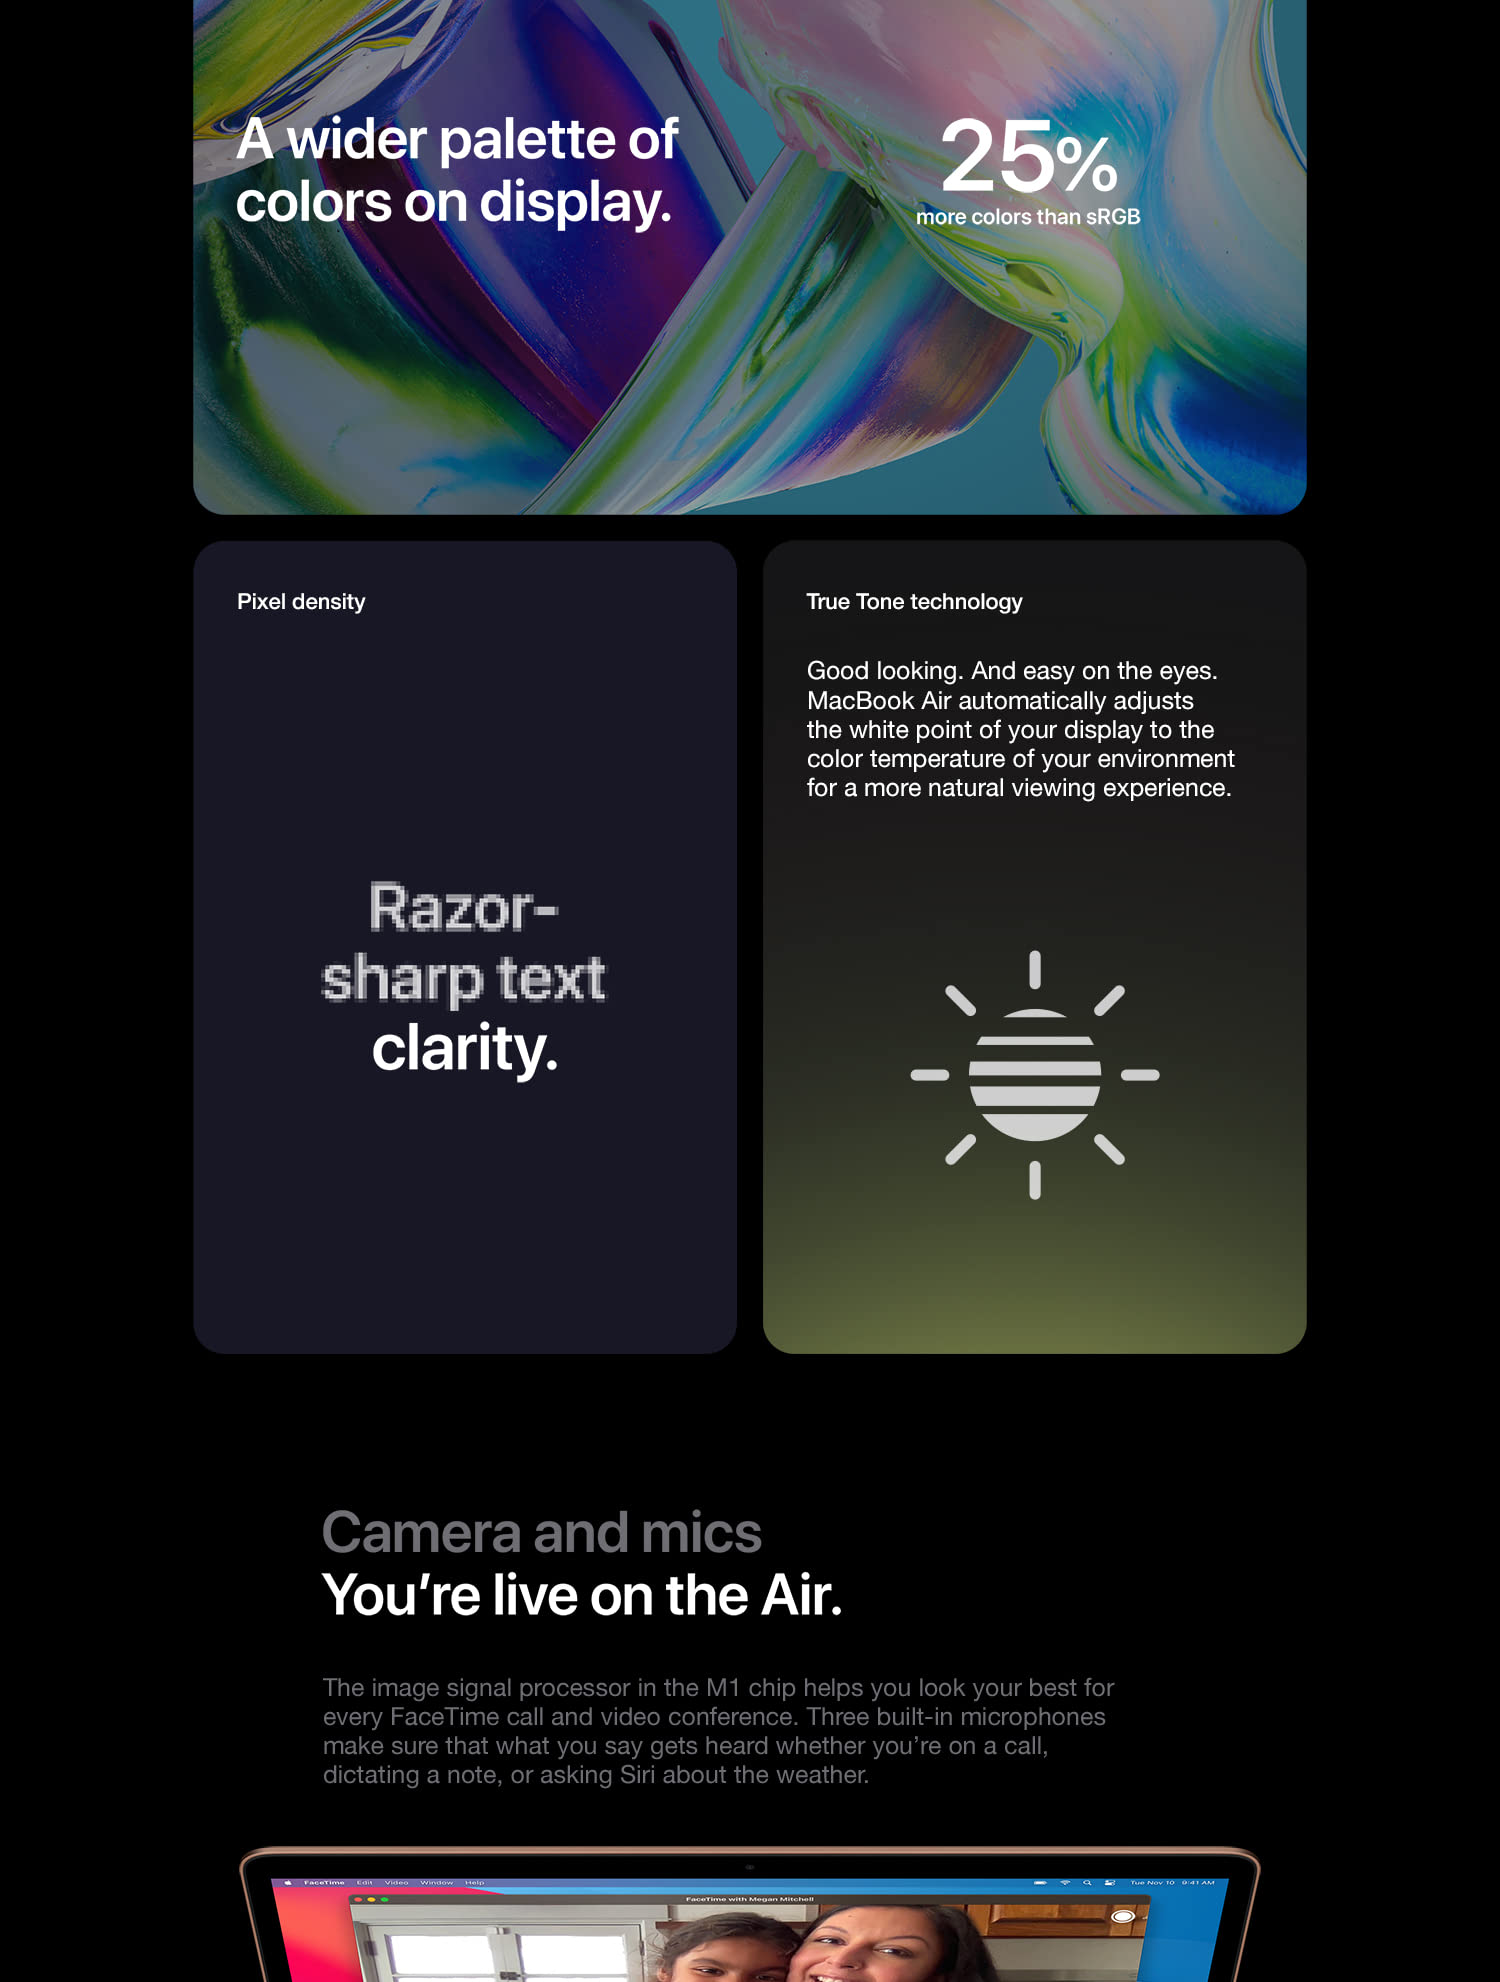 A wider palette of
colors on display.
25%
more colors than sRGB
Pixel density
Razor-
sharp text
clarity.
True Tone technology
Good looking. And easy on the eyes.
MacBook Air automatically adjusts
the white point of your display to the
color temperature of your environment
for a more natural viewing experience.
Camera and mics
You’re live on the Air.
The image signal processor in the M1 chip helps you look your best for
every FaceTime call and video conference. Three built-in microphones
make sure that what you say gets heard whether you’re on a call,
dictating a note, or asking Siri about the weather.
FaceTime Edit Video Window Help Tue Nov 10 9:41 AM
FaceTime with Megan Mitchell